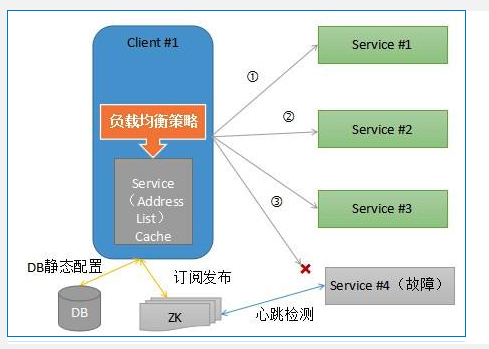 Client #1
负载均衡策略
Service
（Address
List）
Cache
①
②
③
Service #1
Service #2
Service #3
Service #4（故障）
DB静态配置
订阅发布
心跳检测
DB
ZK